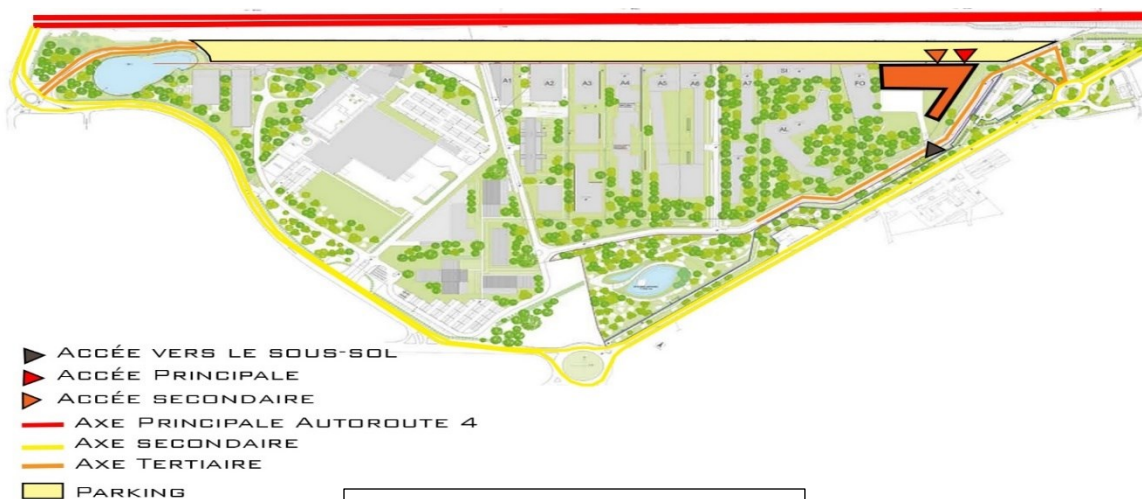 A1 A2 A3 A4 A5 A6 A7 SI FO
AL
ACCÉE VERS LE SOUS-SOL
ACCÉE PRINCIPALE
ACCÉE SECONDAIRE
AXE PRINCIPALE AUTOROUTE 4
AXE SECONDAIRE
AXE TERTIAIRE
PARKING